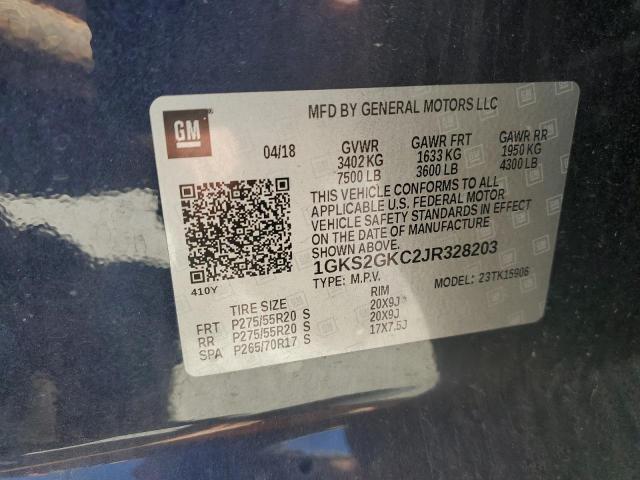 GM
MFD BY GENERAL MOTORS LLC
04/18 GVWR GAWR FRT GAWR RR
3402 KG 1633 KG 1950 KG
7500 LB 3600 LB 4300 LB
THIS VEHICLE CONFORMS TO ALL
APPLICABLE U.S. FEDERAL MOTOR
VEHICLE SAFETY STANDARDS IN EFFECT
ON THE DATE OF MANUFACTURE
SHOWN ABOVE.
1GKS2GKC2JR328203
410Y TYPE: M.P.V. MODEL: 23TK15906
TIRE SIZE RIM
FRT P275/55R20 S 20X9J
RR P275/55R20 S 20X9J
SPA P265/70R17 S 17X7.5J